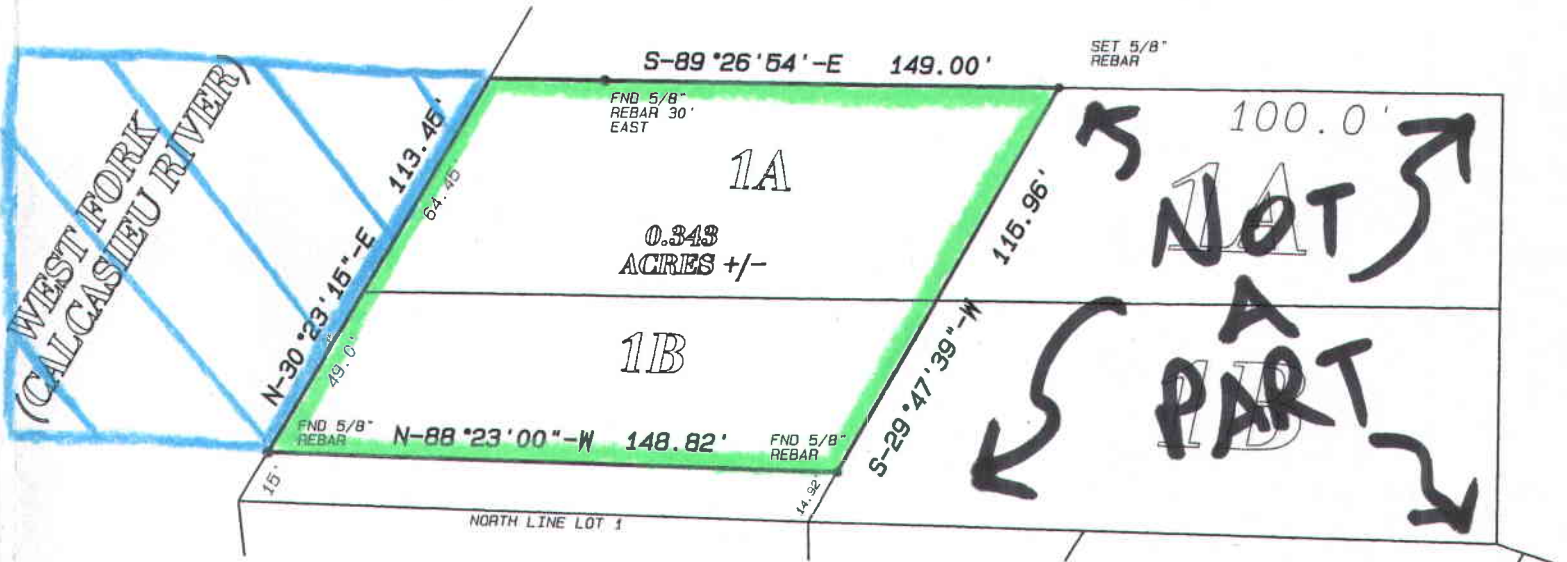 S-89°26'54'-E 149.00'
SET 5/8"
REBAR
FND 5/8"
REBAR 30'
EAST
100.0'
WEST FORK
(CALCASIEU RIVER)
113.45'
64.45'
N-30°23'15"-E
49.0'
1A
0.343
ACRES +/-
1B
115.96'
S-29°47'39"-W
1A
NOT
A
PART
1B
FND 5/8"
REBAR
N-88°23'00"-W 148.82'
FND 5/8"
REBAR
15'
14.92'
NORTH LINE LOT 1